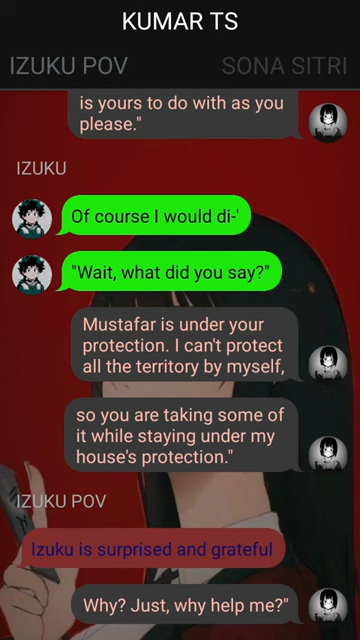 KUMAR TS
IZUKU POV
SONA SITRI
is yours to do with as you
please."
IZUKU
Of course I would di-'
"Wait, what did you say?"
Mustafar is under your
protection. I can't protect
all the territory by myself,
so you are taking some of
it while staying under my
house's protection."
IZUKU POV
Izuku is surprised and grateful
Why? Just, why help me?"